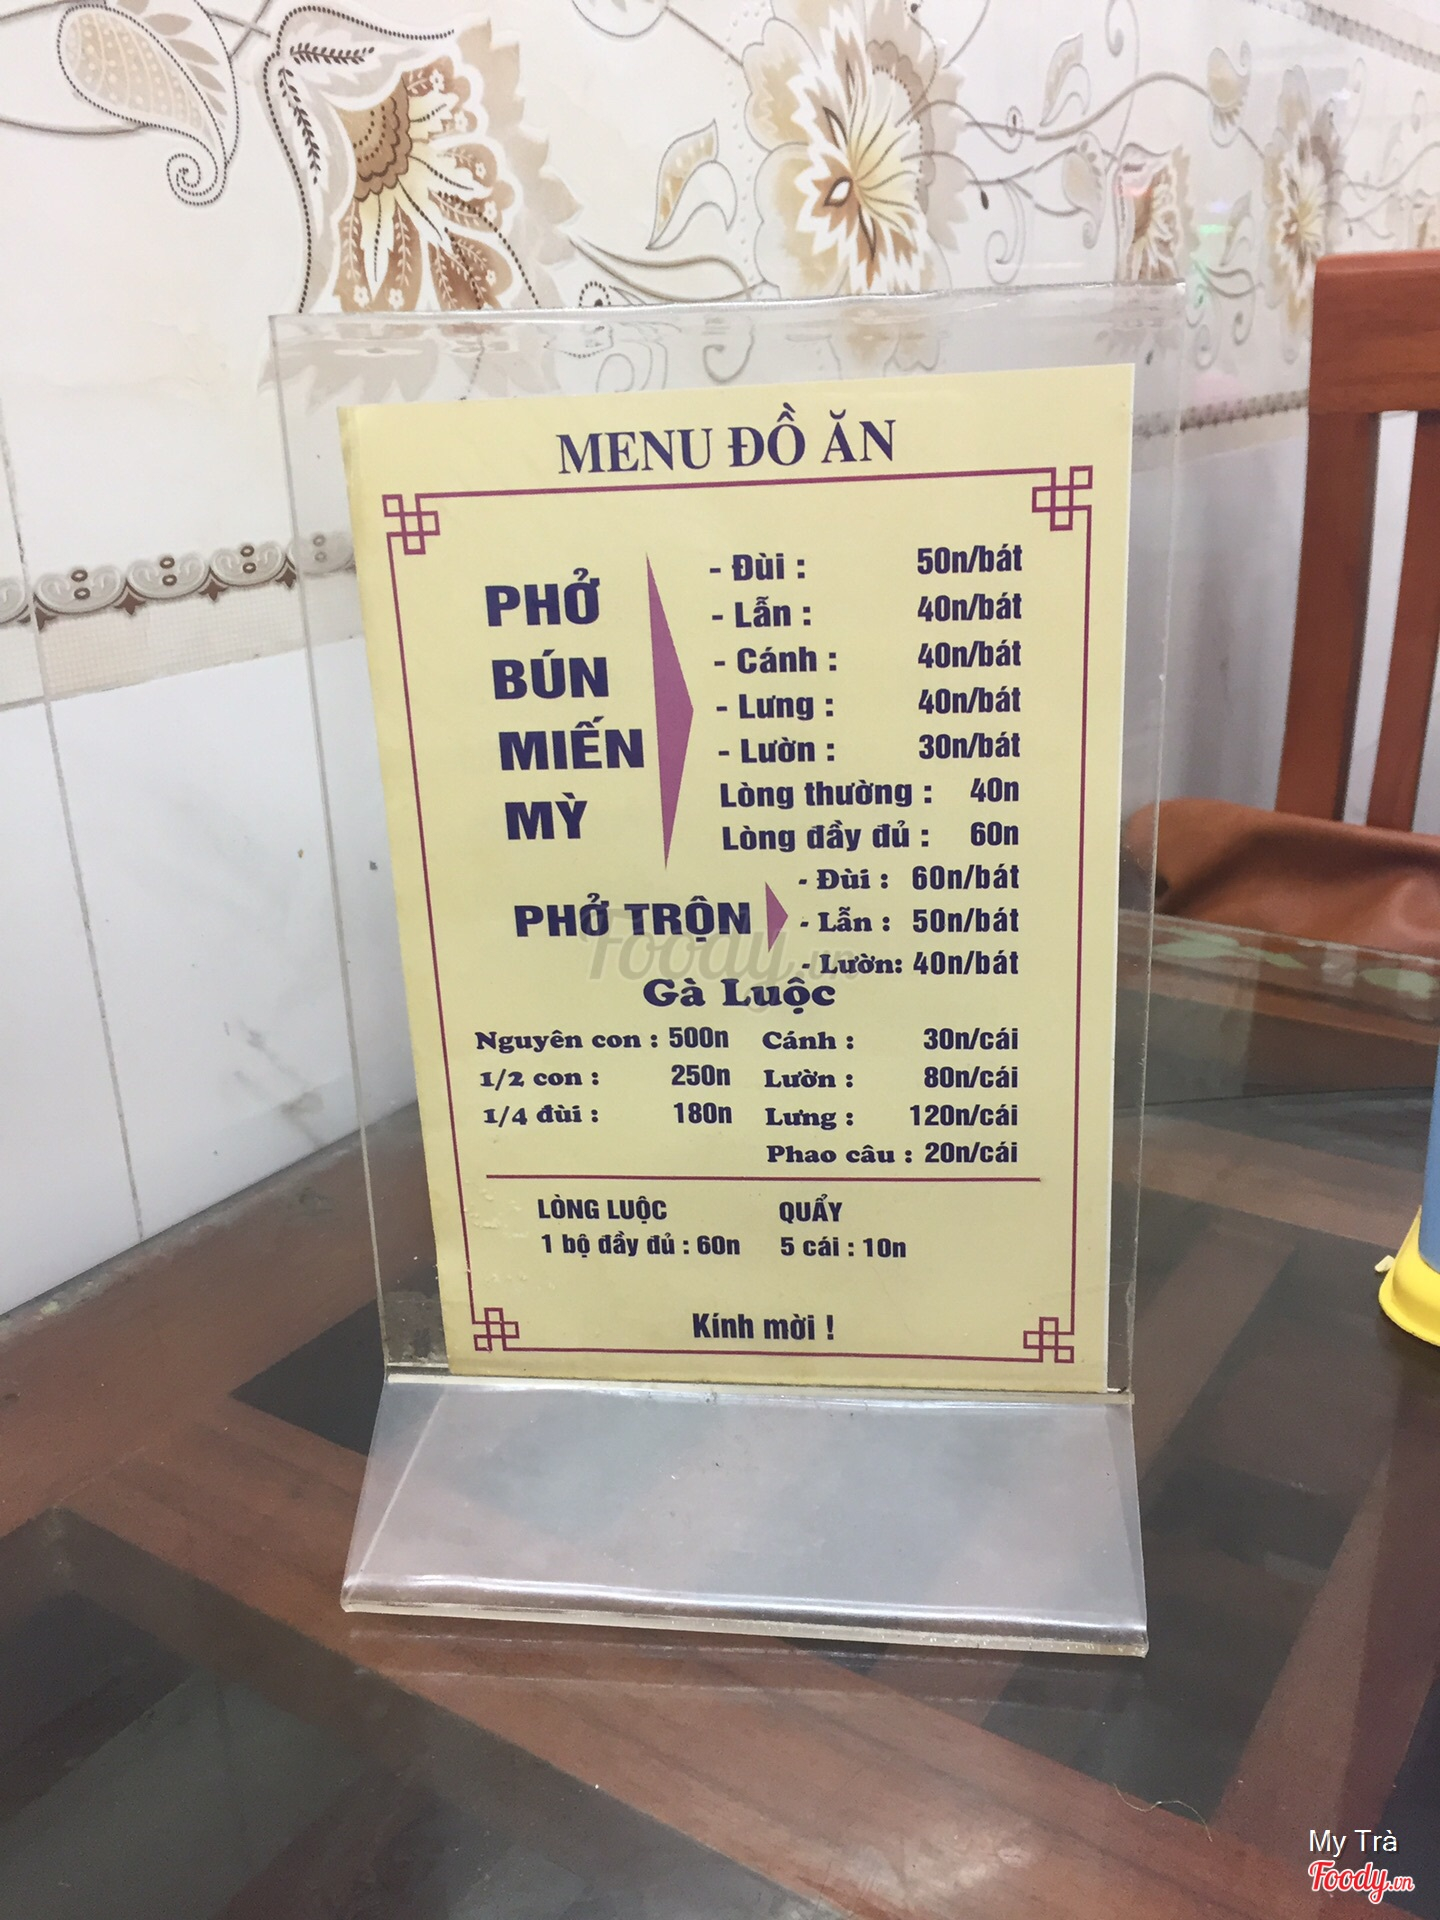 MENU ĐỒ ĂN
PHỞ
BÚN
MIẾN
MỲ
- Đùi : 50n/bát
- Lẫn : 40n/bát
- Cánh : 40n/bát
- Lưng : 40n/bát
- Lườn : 30n/bát
Lòng thường : 40n
Lòng đầy đủ : 60n
PHỞ TRỘN
- Đùi : 60n/bát
- Lẫn : 50n/bát
- Lườn: 40n/bát
Foody.vn
Gà Luộc
Nguyên con : 500n Cánh : 30n/cái
1/2 con : 250n Lườn : 80n/cái
1/4 đùi : 180n Lưng : 120n/cái
Phao câu : 20n/cái
LÒNG LUỘC QUẨY
1 bộ đầy đủ : 60n 5 cái : 10n
Kính mời !
My Trà
Foody.vn